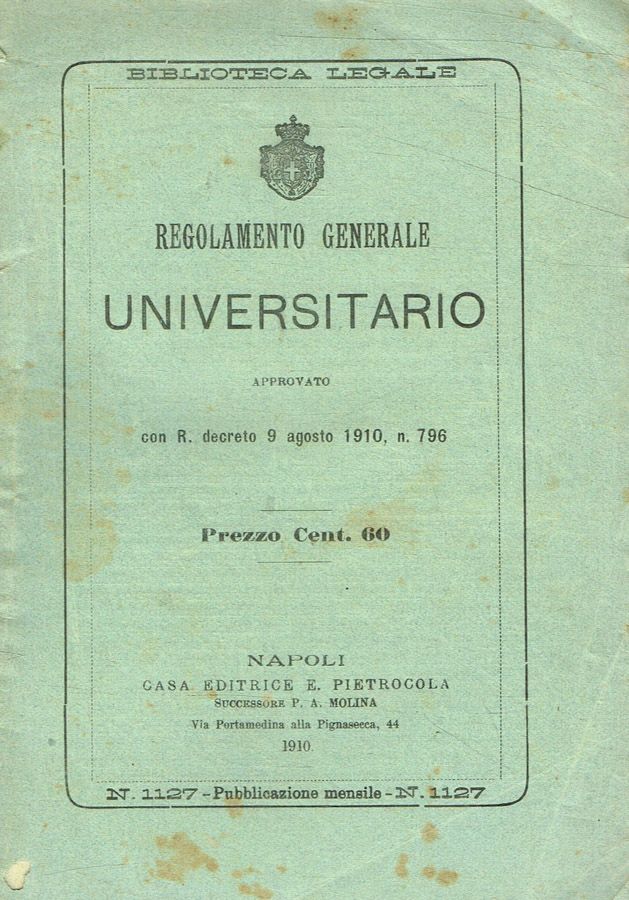 BIBLIOTECA LEGALE
REGOLAMENTO GENERALE
UNIVERSITARIO
APPROVATO
con R. decreto 9 agosto 1910, n. 796
Prezzo Cent. 60
NAPOLI
CASA EDITRICE E. PIETROCOLA
SUCCESSORE P. A. MOLINA
Via Portamedina alla Pignasecca, 44
1910.
N. 1127 - Pubblicazione mensile - N. 1127